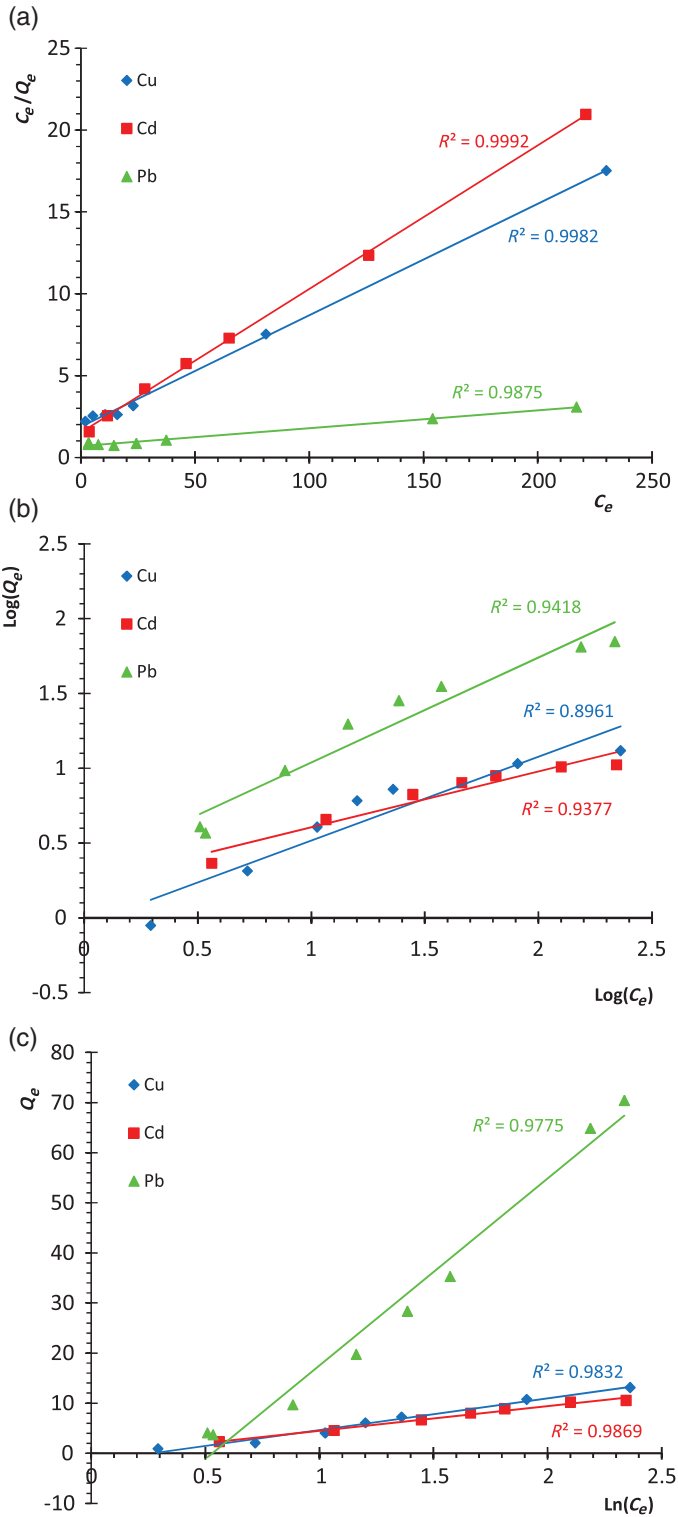 (a)
25
20
15
10
5
0
C_e/Q_e
Cu
Cd
Pb
R² = 0.9992
R² = 0.9982
R² = 0.9875
0 50 100 150 200 250
C_e
(b)
2.5
2
1.5
1
0.5
0
-0.5
Log(Q_e)
Cu
Cd
Pb
R² = 0.9418
R² = 0.8961
R² = 0.9377
0 0.5 1 1.5 2 2.5
Log(C_e)
(c)
80
70
60
50
40
30
20
10
0
-10
Q_e
Cu
Cd
Pb
R² = 0.9775
R² = 0.9832
R² = 0.9869
0 0.5 1 1.5 2 2.5
Ln(C_e)